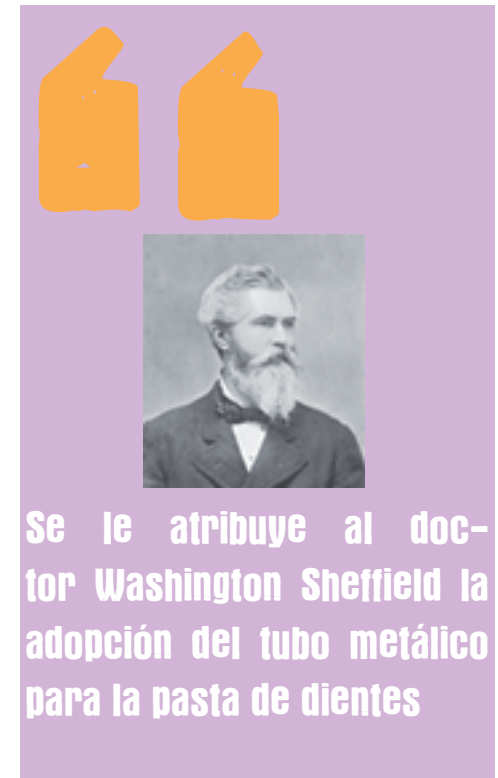 Se le atribuye al doc-
tor Washington Sheffield la
adopción del tubo metálico
para la pasta de dientes